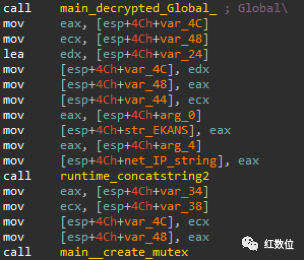 call main_decrypted_Global_ ; Global\
mov eax, [esp+4Ch+var_4C]
mov ecx, [esp+4Ch+var_48]
lea edx, [esp+4Ch+var_24]
mov [esp+4Ch+var_4C], edx
mov [esp+4Ch+var_48], eax
mov [esp+4Ch+var_44], ecx
mov eax, [esp+4Ch+arg_0]
mov [esp+4Ch+str_EKANS], eax
mov eax, [esp+4Ch+arg_4]
mov [esp+4Ch+net_IP_string], eax
call runtime_concatstring2
mov eax, [esp+4Ch+var_34]
mov ecx, [esp+4Ch+var_38]
mov [esp+4Ch+var_4C], ecx
mov [esp+4Ch+var_48], eax
call main__create_mutex
红数位